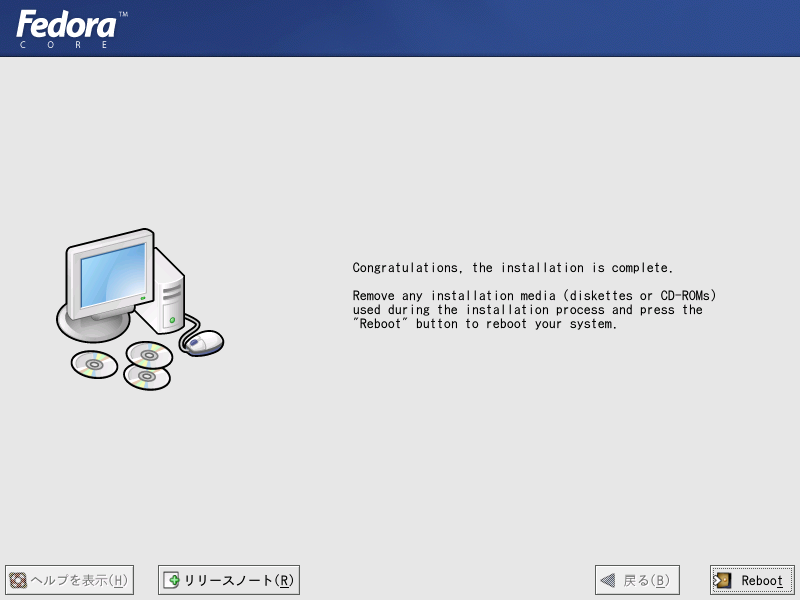 Fedora™
CORE
Congratulations, the installation is complete.
Remove any installation media (diskettes or CD-ROMs)
used during the installation process and press the
"Reboot" button to reboot your system.
ヘルプを表示(H)
リリースノート(R)
戻る(B)
Reboot